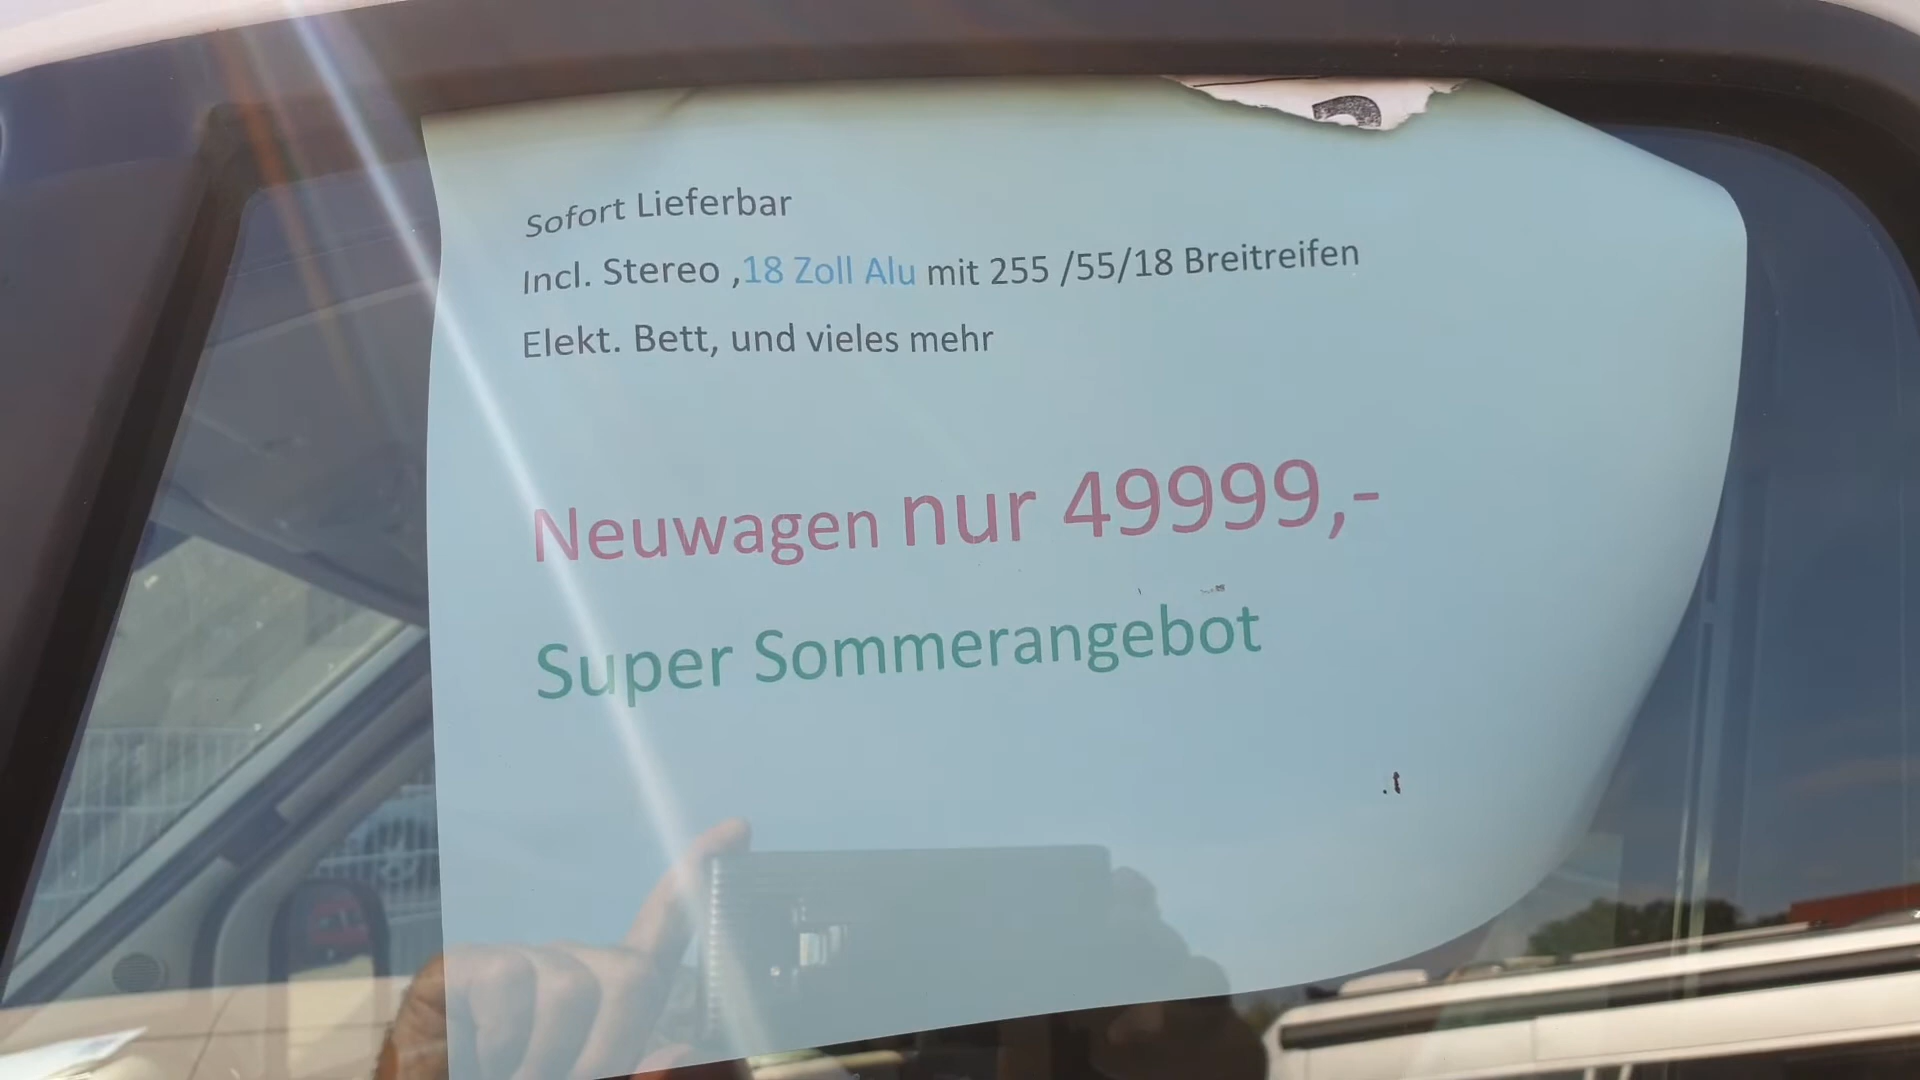 Sofort Lieferbar
Incl. Stereo ,18 Zoll Alu mit 255 /55/18 Breitreifen
Elekt. Bett, und vieles mehr
Neuwagen nur 49999,-
Super Sommerangebot